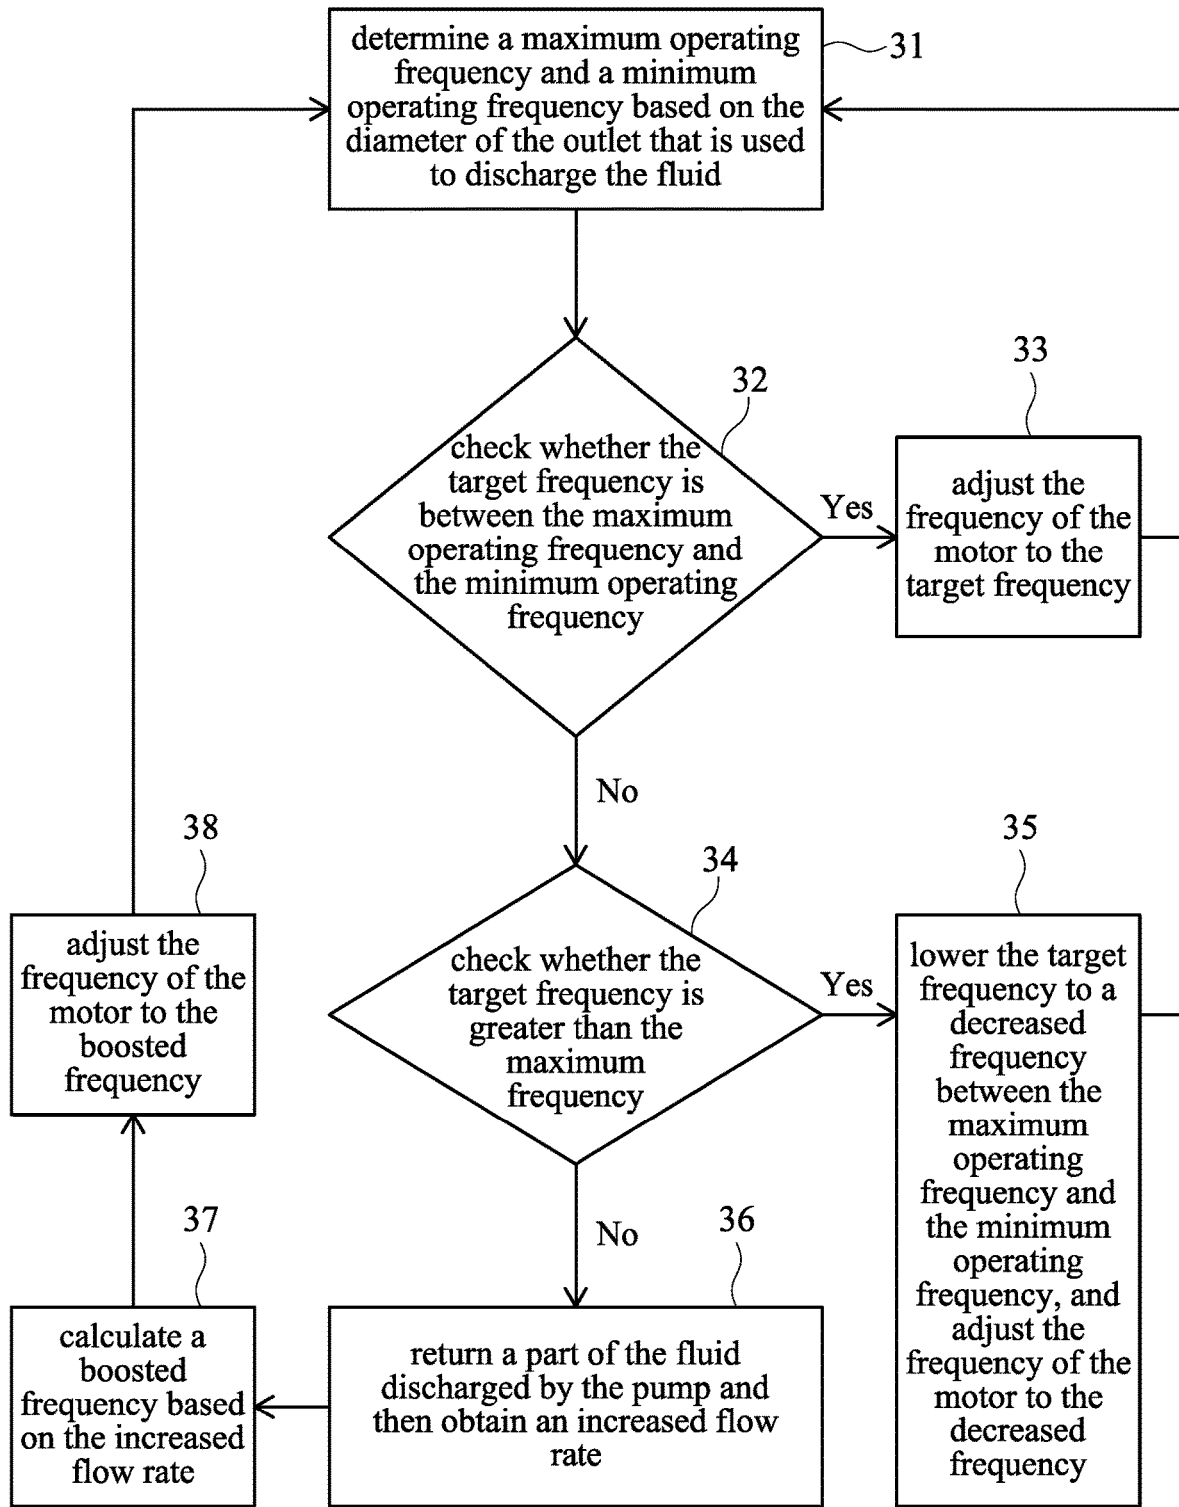 determine a maximum operating
frequency and a minimum
operating frequency based on the
diameter of the outlet that is used
to discharge the fluid
31
32
check whether the
target frequency is
between the maximum
operating frequency and
the minimum operating
frequency
Yes
33
adjust the
frequency of the
motor to the
target frequency
No
34
check whether the
target frequency is
greater than the
maximum
frequency
Yes
35
lower the target
frequency to a
decreased
frequency
between the
maximum
operating
frequency and
the minimum
operating
frequency, and
adjust the
frequency of the
motor to the
decreased
frequency
No
36
return a part of the fluid
discharged by the pump and
then obtain an increased flow
rate
37
calculate a
boosted
frequency based
on the increased
flow rate
38
adjust the
frequency of the
motor to the
boosted
frequency